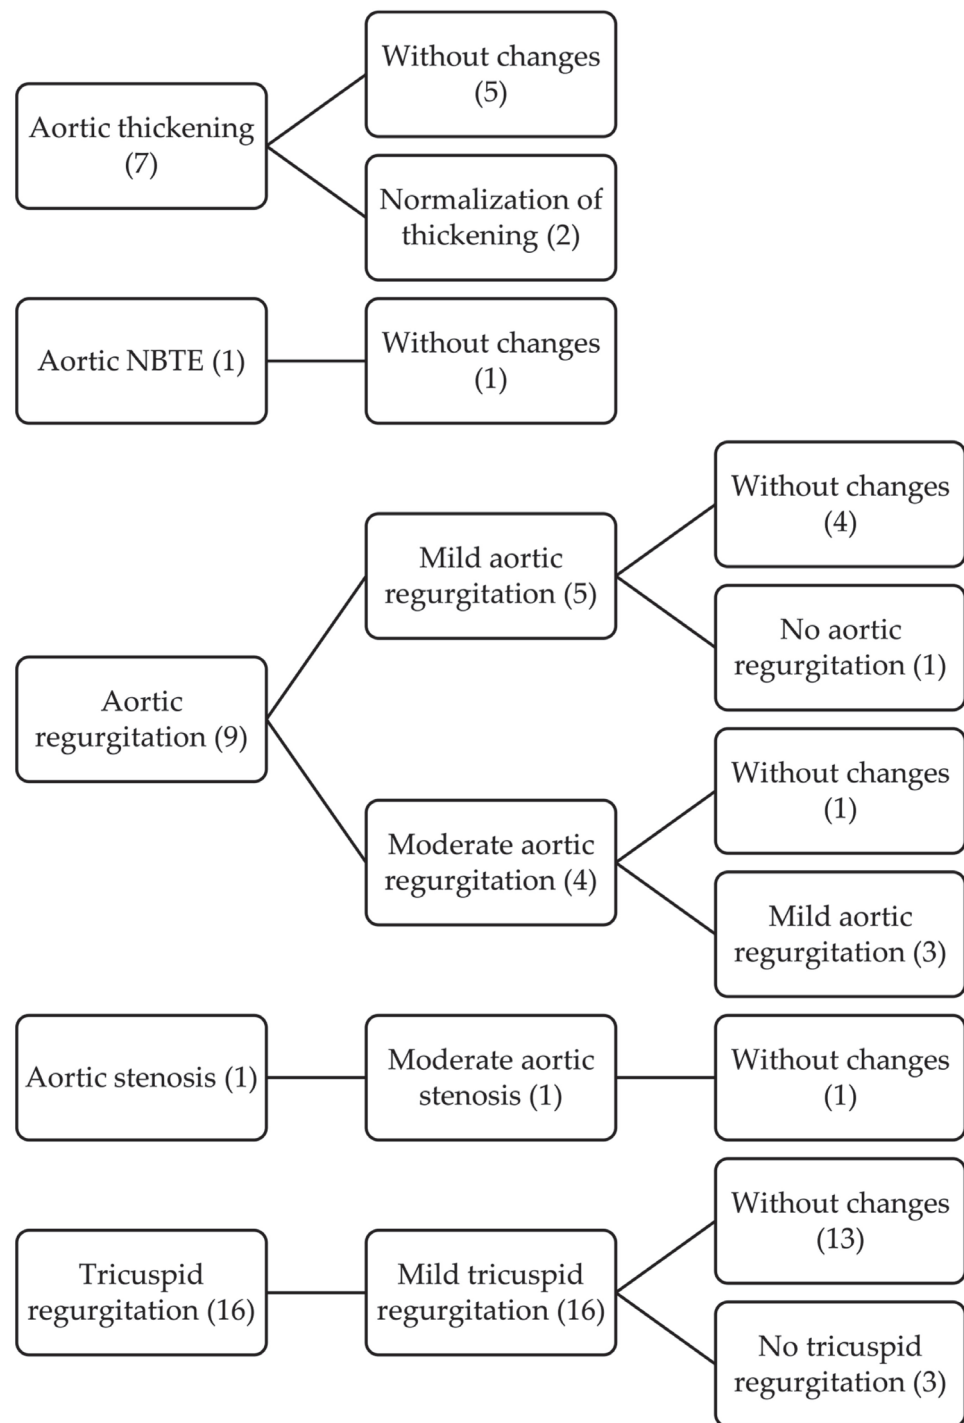 Aortic thickening
(7)
Without changes
(5)
Normalization of
thickening (2)
Aortic NBTE (1)
Without changes
(1)
Aortic
regurgitation (9)
Mild aortic
regurgitation (5)
Without changes
(4)
No aortic
regurgitation (1)
Moderate aortic
regurgitation (4)
Without changes
(1)
Mild aortic
regurgitation (3)
Aortic stenosis (1)
Moderate aortic
stenosis (1)
Without changes
(1)
Tricuspid
regurgitation (16)
Mild tricuspid
regurgitation (16)
Without changes
(13)
No tricuspid
regurgitation (3)